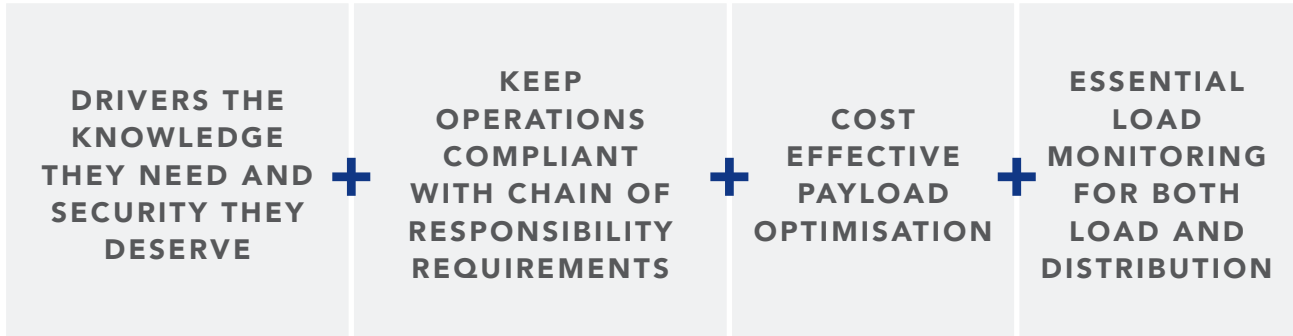 DRIVERS THE
KNOWLEDGE
THEY NEED AND
SECURITY THEY
DESERVE
+
KEEP
OPERATIONS
COMPLIANT
WITH CHAIN OF
RESPONSIBILITY
REQUIREMENTS
+
COST
EFFECTIVE
PAYLOAD
OPTIMISATION
+
ESSENTIAL
LOAD
MONITORING
FOR BOTH
LOAD AND
DISTRIBUTION